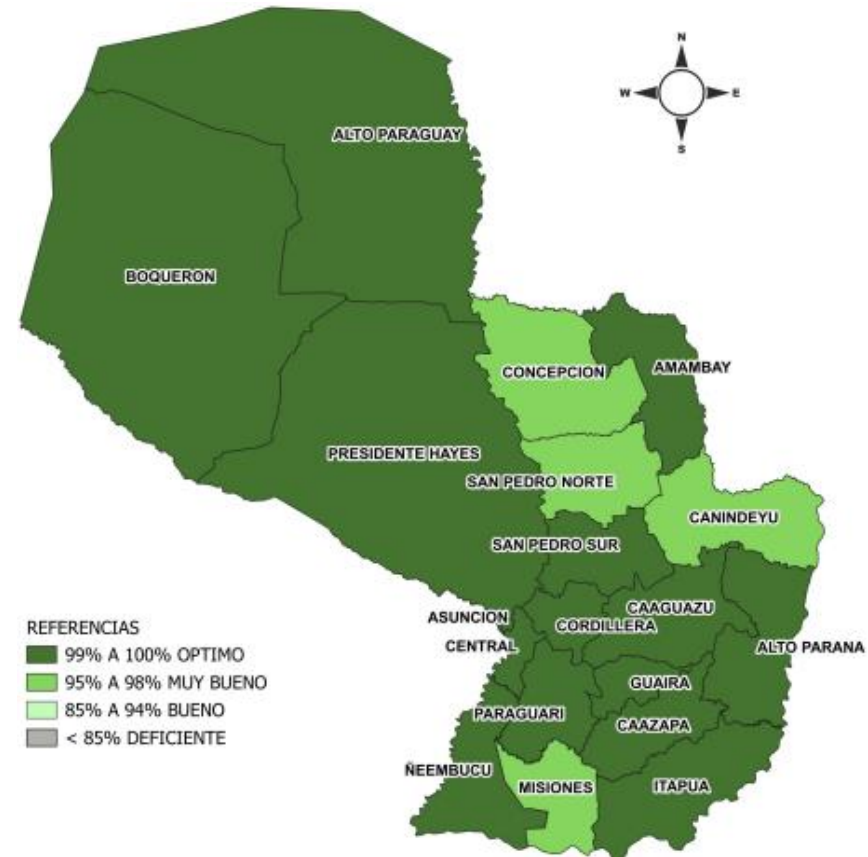 N
W E
S
ALTO PARAGUAY
BOQUERON
CONCEPCION
AMAMBAY
PRESIDENTE HAYES
SAN PEDRO NORTE
CANINDEYU
SAN PEDRO SUR
ASUNCION
CAAGUAZU
CORDILLERA
CENTRAL
ALTO PARANA
GUAIRA
PARAGUARI
CAAZAPA
ÑEEMBUCU
MISIONES
ITAPUA
REFERENCIAS
99% A 100% OPTIMO
95% A 98% MUY BUENO
85% A 94% BUENO
< 85% DEFICIENTE